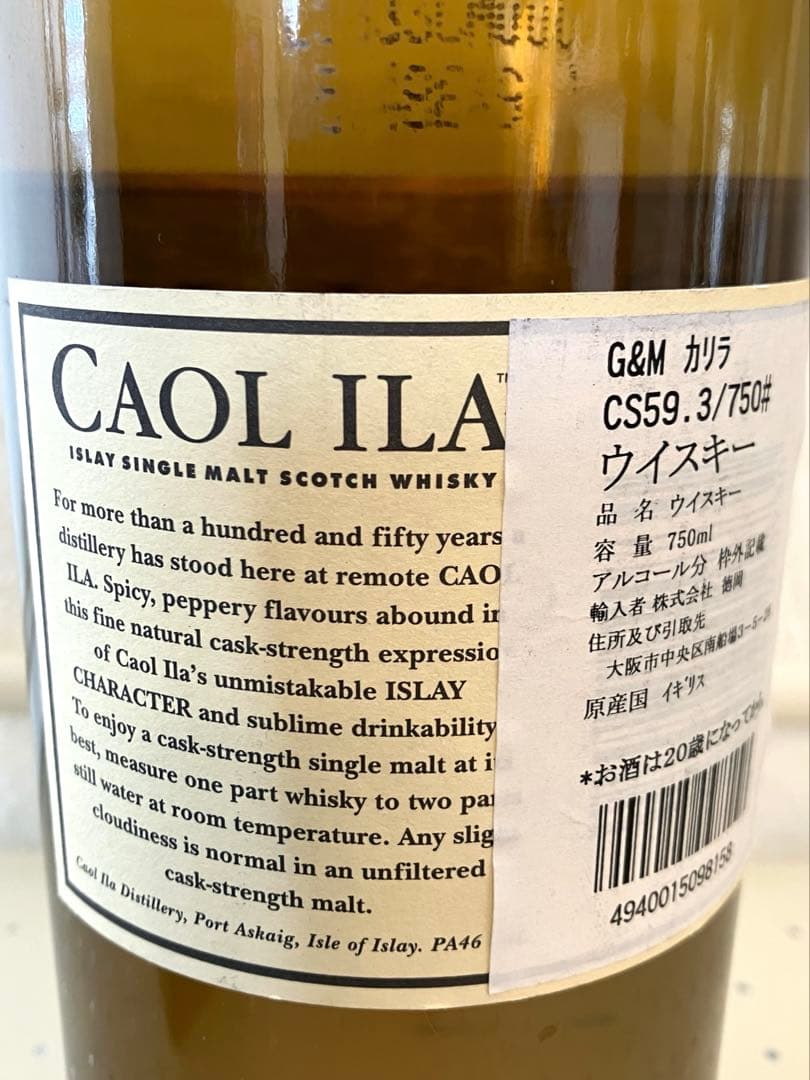 CAOL ILA
ISLAY SINGLE MALT SCOTCH WHISKY
For more than a hundred and fifty years
distillery has stood here at remote CAO
ILA. Spicy, peppery flavours abound in
this fine natural cask-strength expressio
of Caol Ila's unmistakable ISLAY
CHARACTER and sublime drinkability
To enjoy a cask-strength single malt at i
best, measure one part whisky to two par
still water at room temperature. Any slig
cloudiness is normal in an unfiltered
cask-strength malt.
Caol Ila Distillery, Port Askaig, Isle of Islay. PA46
G&M カリラ
CS59.3/750#
ウイスキー
品 名 ウイスキー
容 量 750ml
アルコール分 枠外記載
輸入者 株式会社 徳岡
住所及び引取先
大阪市中央区南船場3-5-
原産国 イギリス
*お酒は20歳になってから
4940015098158